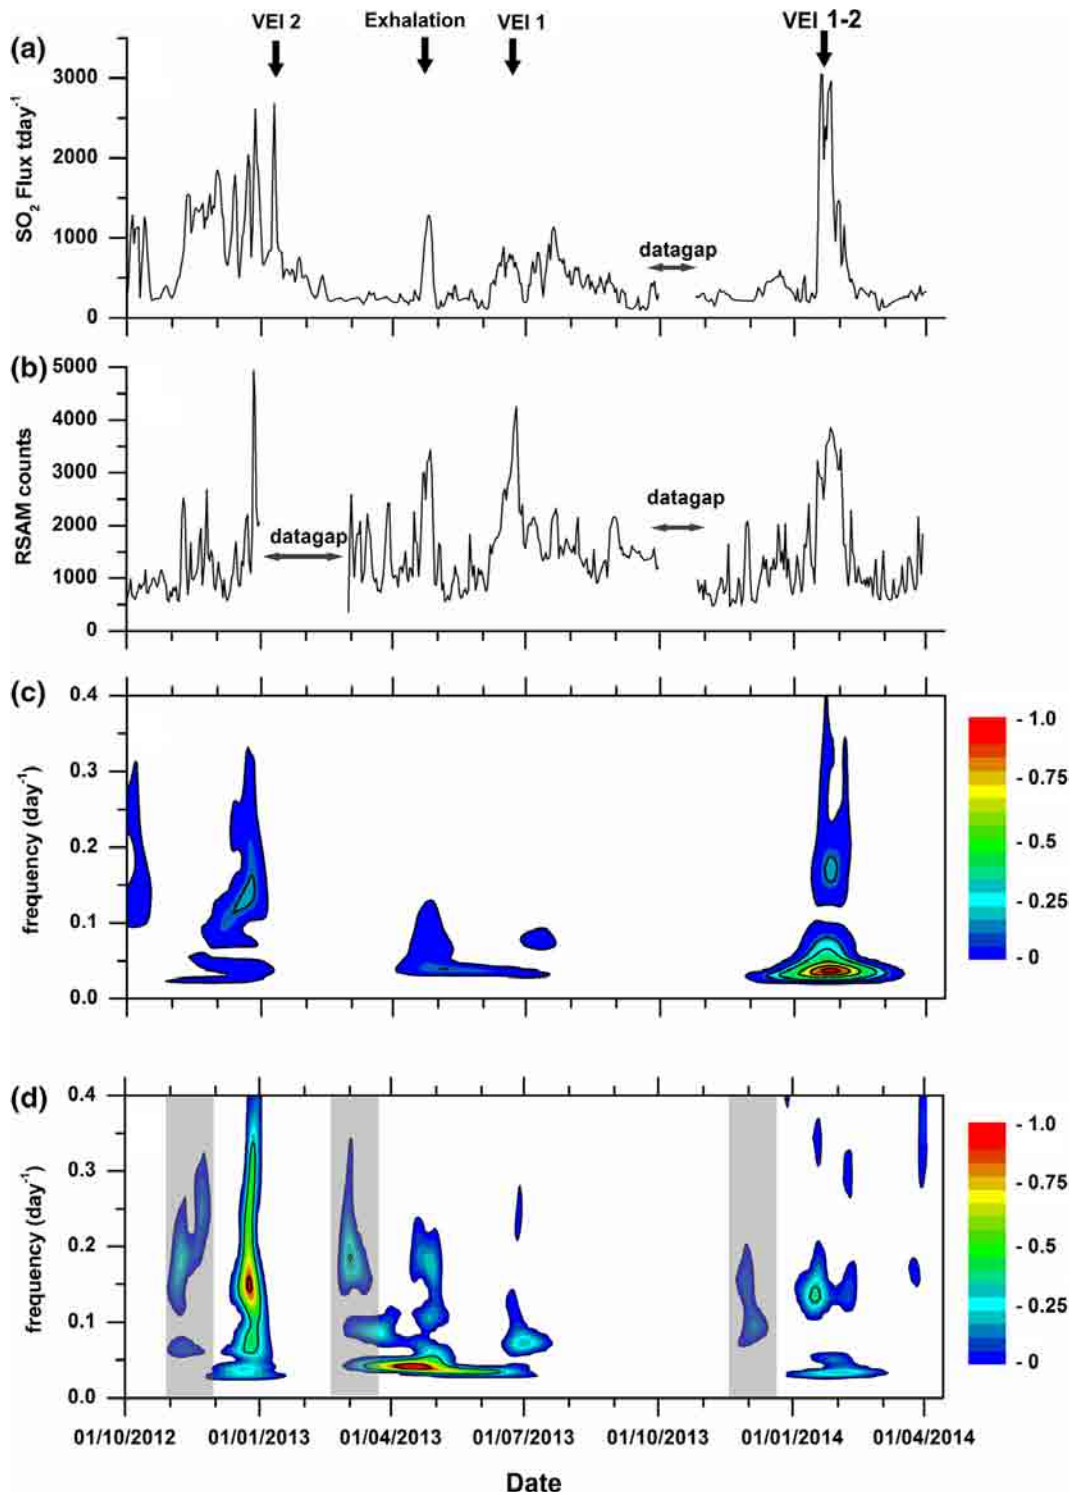 VEI 2
Exhalation
VEI 1
VEI 1-2
(a)
3000
2000
1000
0
SO₂ Flux tday⁻¹
datagap
(b)
5000
4000
3000
2000
1000
0
RSAM counts
datagap
datagap
(c)
0.4
0.3
0.2
0.1
0.0
frequency (day⁻¹)
- 1.0
- 0.75
- 0.5
- 0.25
- 0
(d)
0.4
0.3
0.2
0.1
0.0
frequency (day⁻¹)
- 1.0
- 0.75
- 0.5
- 0.25
- 0
01/10/2012 01/01/2013 01/04/2013 01/07/2013 01/10/2013 01/01/2014 01/04/2014
Date